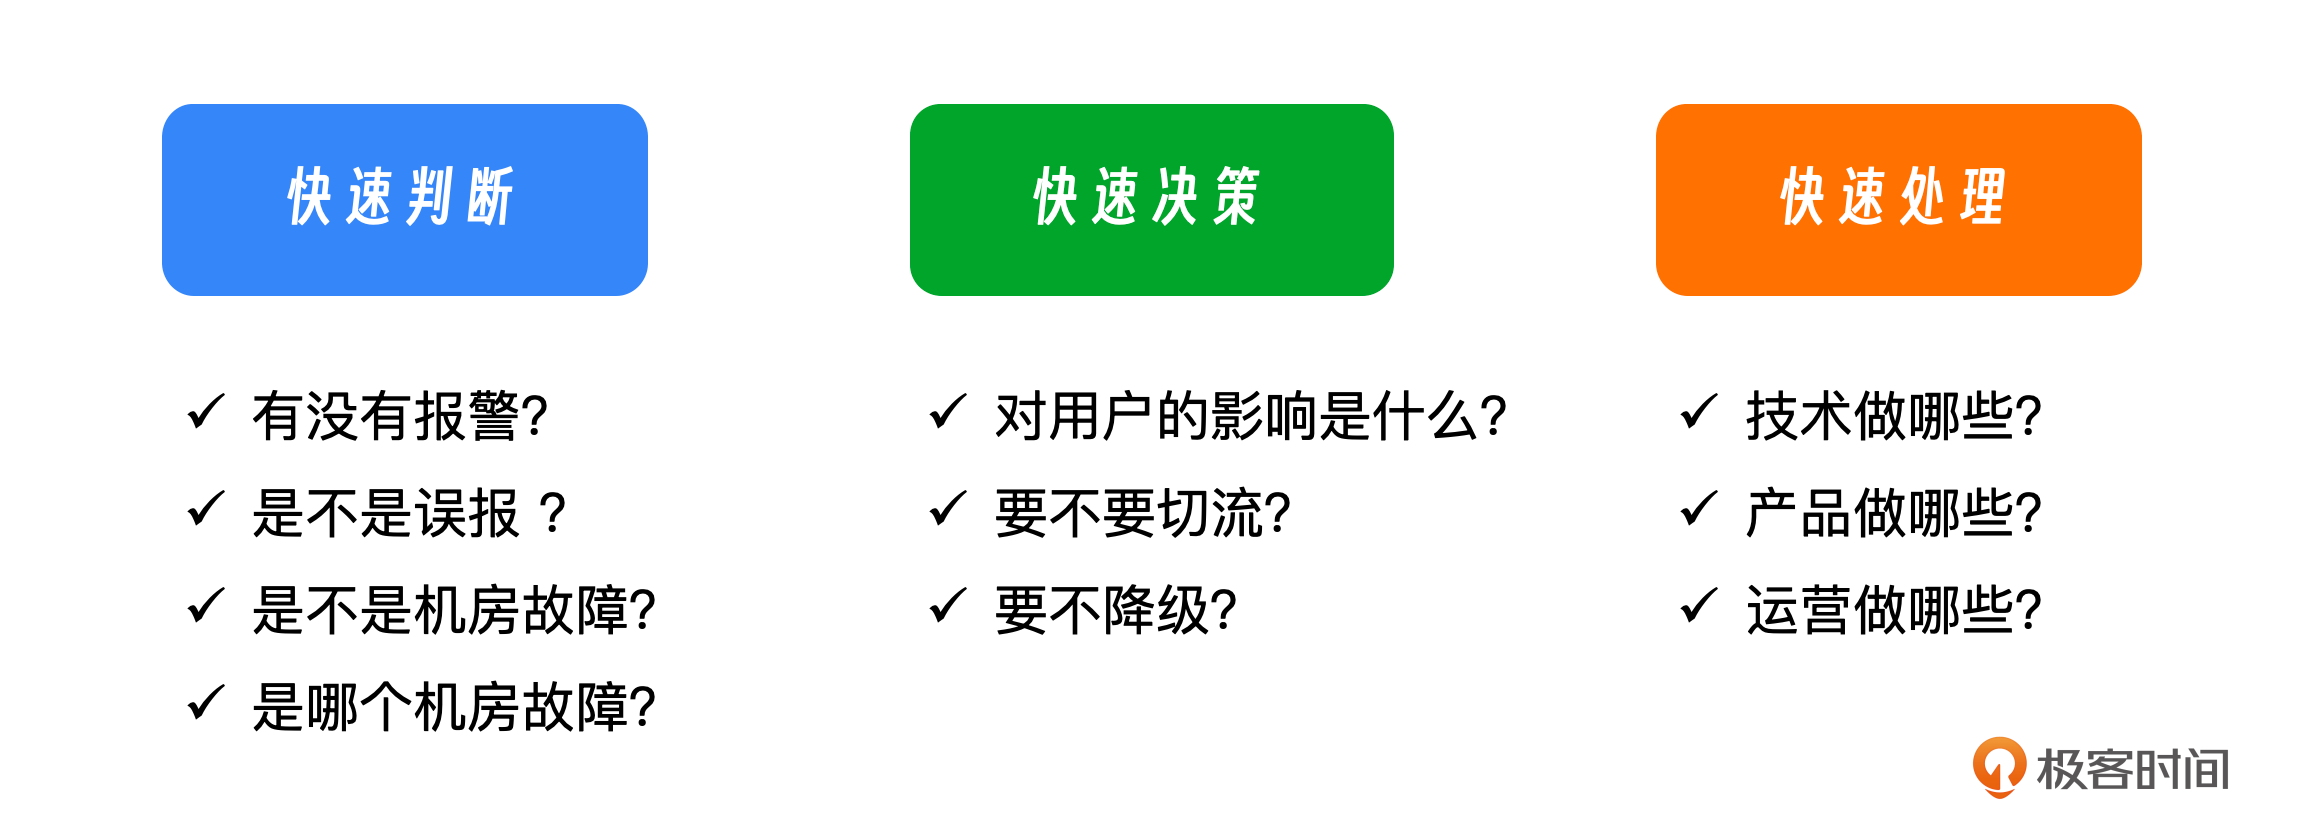 快速判断
有没有报警?
是不是误报 ?
是不是机房故障?
是哪个机房故障?
快速决策
对用户的影响是什么?
要不要切流?
要不降级?
快速处理
技术做哪些?
产品做哪些?
运营做哪些?
极客时间